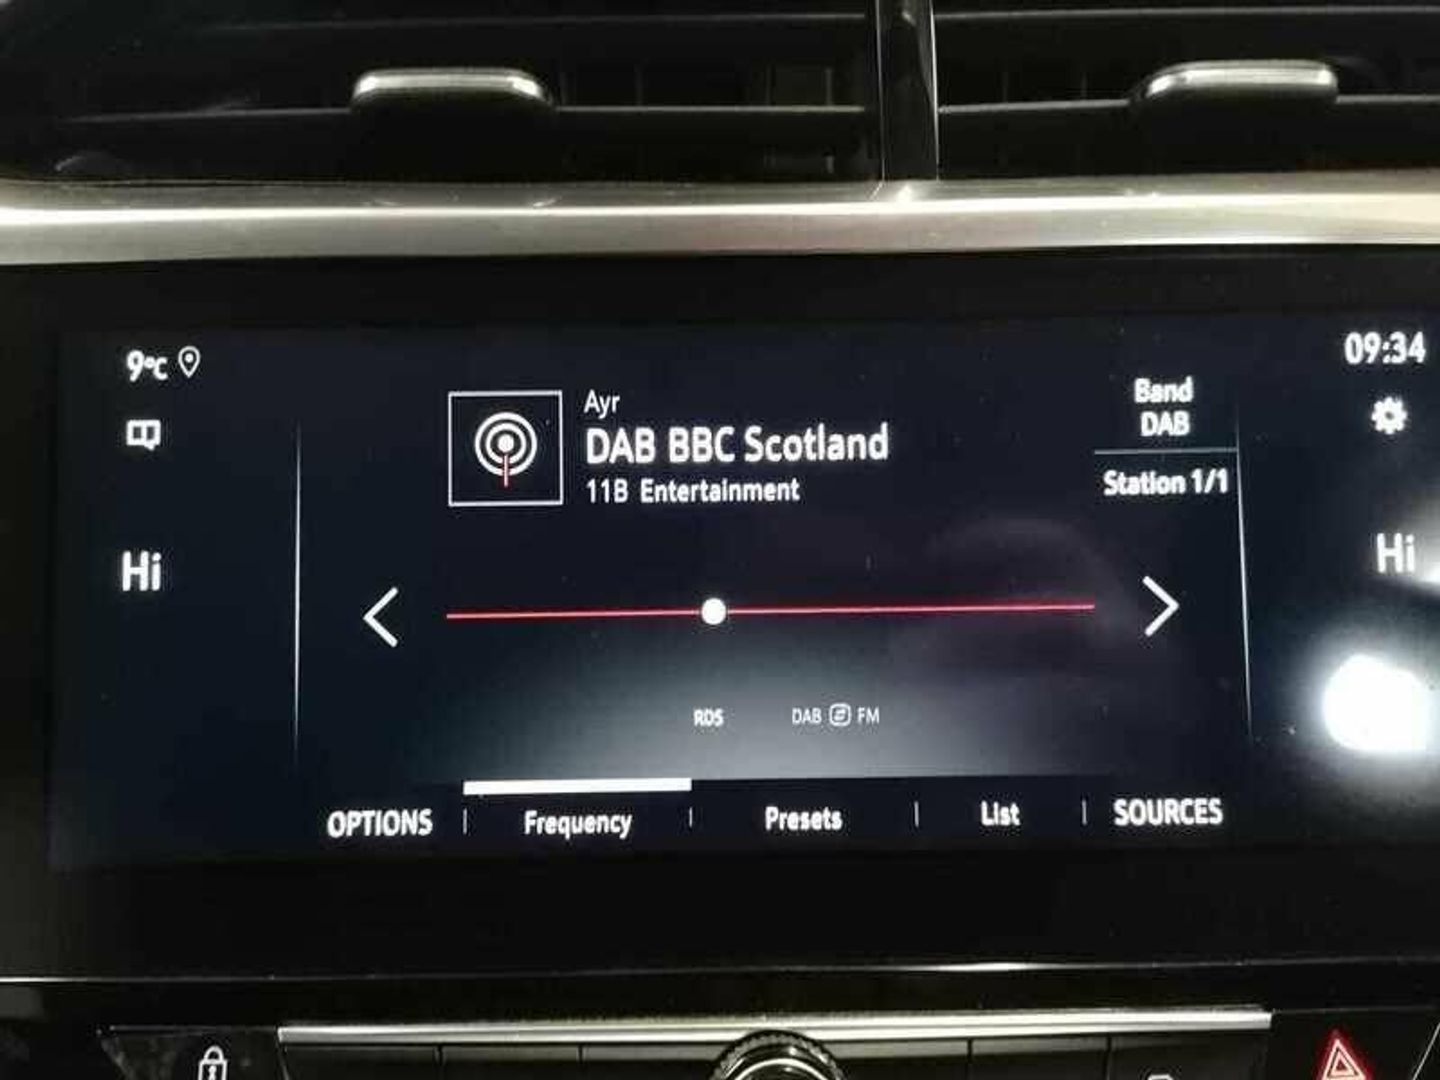 9°C
09:34
Ayr
DAB BBC Scotland
11B Entertainment
Band
DAB
Station 1/1
Hi
Hi
RDS
DAB FM
OPTIONS
Frequency
Presets
List
SOURCES